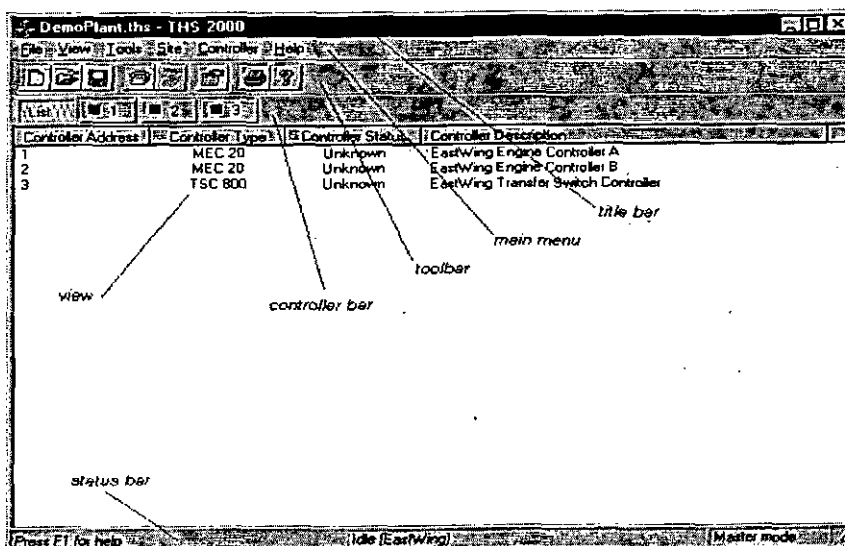 DemoPlant.ths - THS 2000
File View Tools Site Controller Help
List 1 2 3
Controller Address Controller Type Controller Status Controller Description
1 MEC 20 Unknown EastWing Engine Controller A
2 MEC 20 Unknown EastWing Engine Controller B
3 TSC 800 Unknown EastWing Transfer Switch Controller
title bar
main menu
toolbar
view
controller bar
status bar
Press F1 for help Idle (EastWing) Master mode